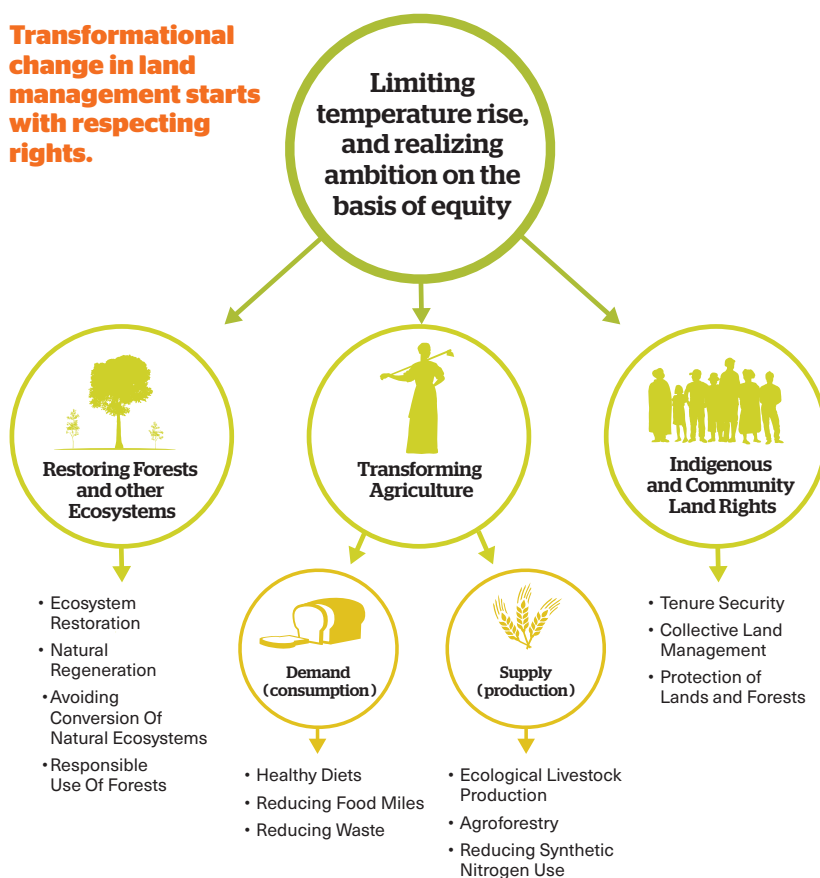 Transformational
change in land
management starts
with respecting
rights.
Limiting
temperature rise,
and realizing
ambition on the
basis of equity
Restoring Forests
and other
Ecosystems
• Ecosystem
Restoration
• Natural
Regeneration
• Avoiding
Conversion Of
Natural Ecosystems
• Responsible
Use Of Forests
Transforming
Agriculture
Demand
(consumption)
• Healthy Diets
• Reducing Food Miles
• Reducing Waste
Supply
(production)
• Ecological Livestock
Production
• Agroforestry
• Reducing Synthetic
Nitrogen Use
Indigenous
and Community
Land Rights
• Tenure Security
• Collective Land
Management
• Protection of
Lands and Forests